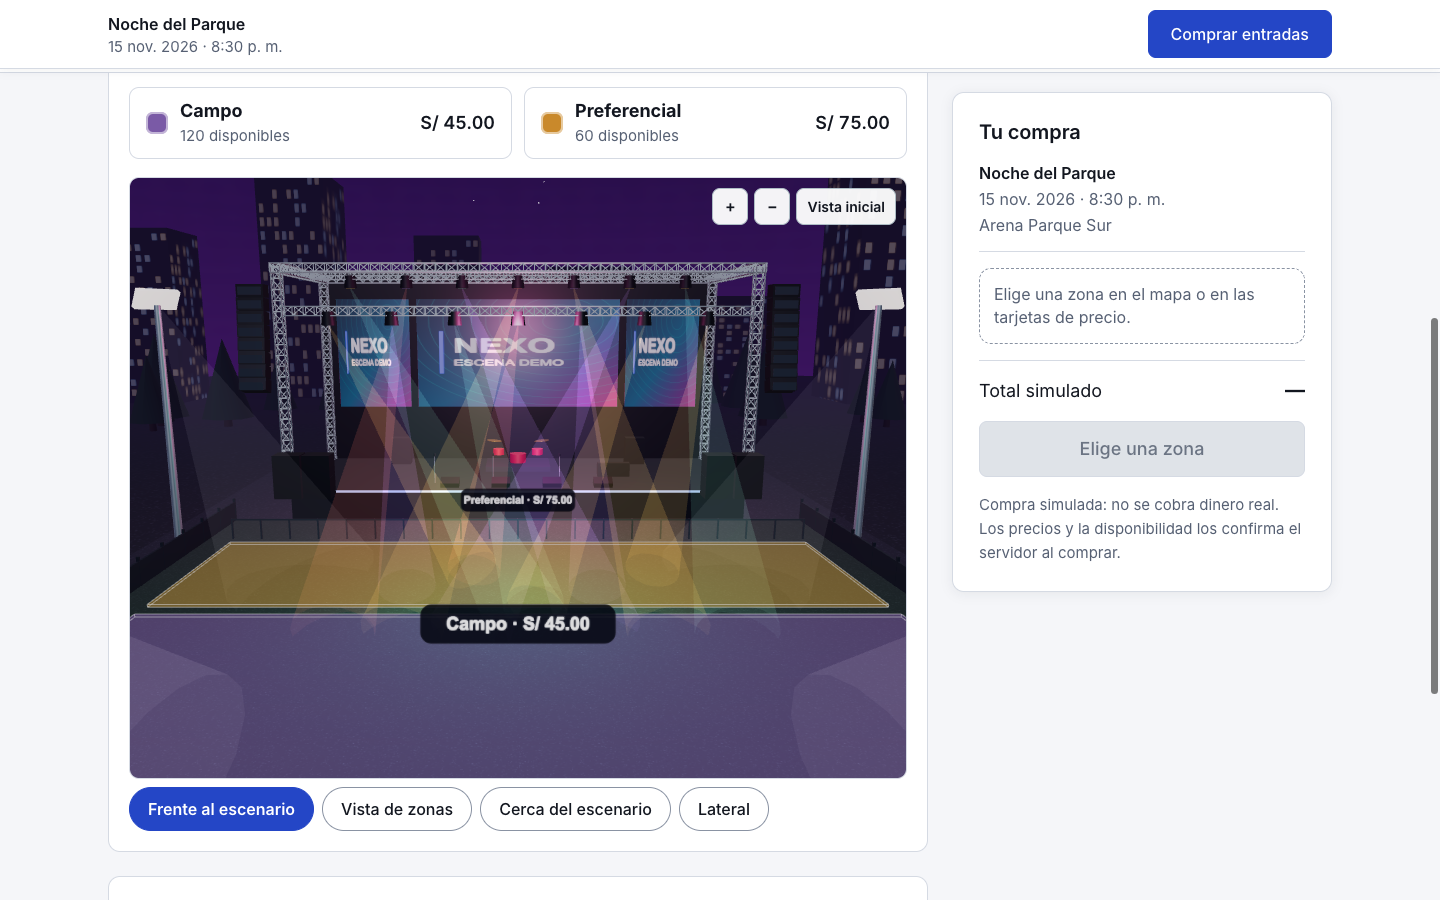 Noche del Parque
15 nov. 2026 · 8:30 p. m.
Comprar entradas
Campo
120 disponibles
S/ 45.00
Preferencial
60 disponibles
S/ 75.00
+
−
Vista inicial
NEXO
ESCENA DEMO
NEXO
ESCENA DEMO
NEXO
ESCENA DEMO
Preferencial · S/ 75.00
Campo · S/ 45.00
Frente al escenario
Vista de zonas
Cerca del escenario
Lateral
Tu compra
Noche del Parque
15 nov. 2026 · 8:30 p. m.
Arena Parque Sur
Elige una zona en el mapa o en las
tarjetas de precio.
Total simulado
—
Elige una zona
Compra simulada: no se cobra dinero real.
Los precios y la disponibilidad los confirma el
servidor al comprar.